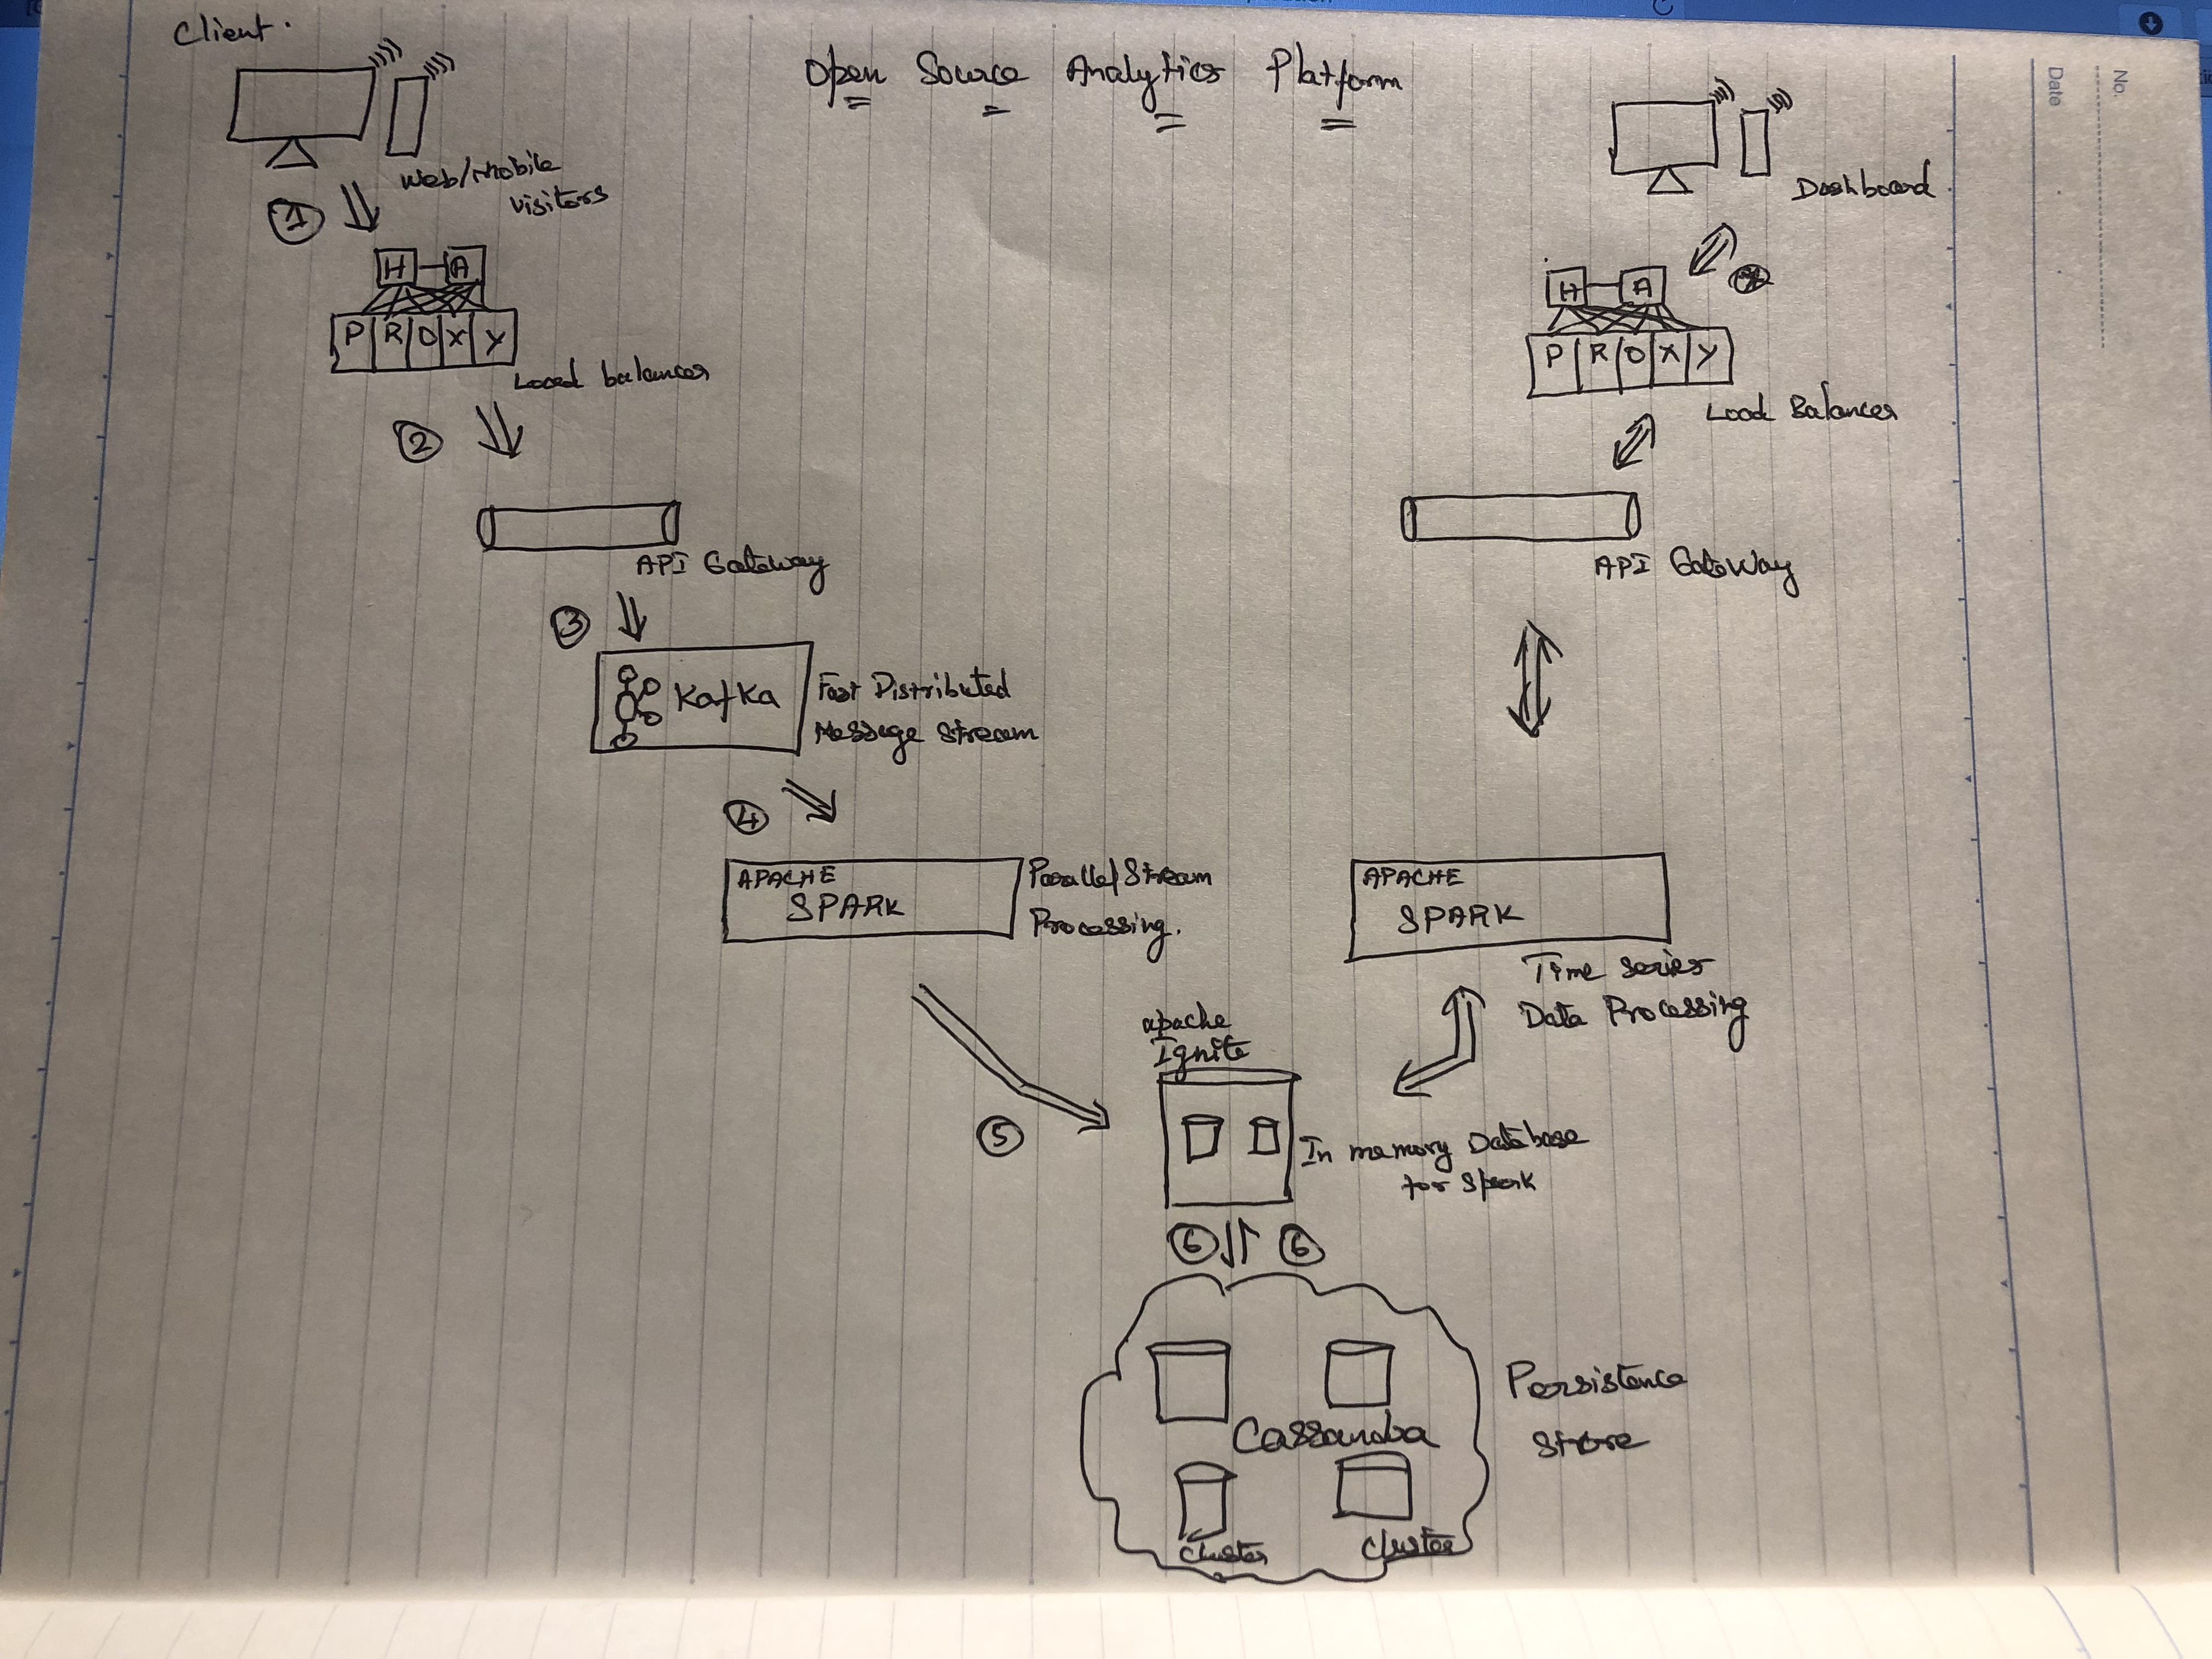 Client.
Open Source Analytics Platform
No.
Date
Web/Mobile
visitors
Dashboard.
1
H A
P R O X Y
Load balancer
H A
P R O X Y
Load Balancer
2
API Gateway
API Gateway
3
Kafka
Fast Distributed
Message Stream
4
APACHE
SPARK
Parallel Stream
Processing.
APACHE
SPARK
Time Series
Data Processing
apache
Ignite
5
In memory Database
for Spark
6 6
Cassandra
Cluster Cluster
Persistence
Store